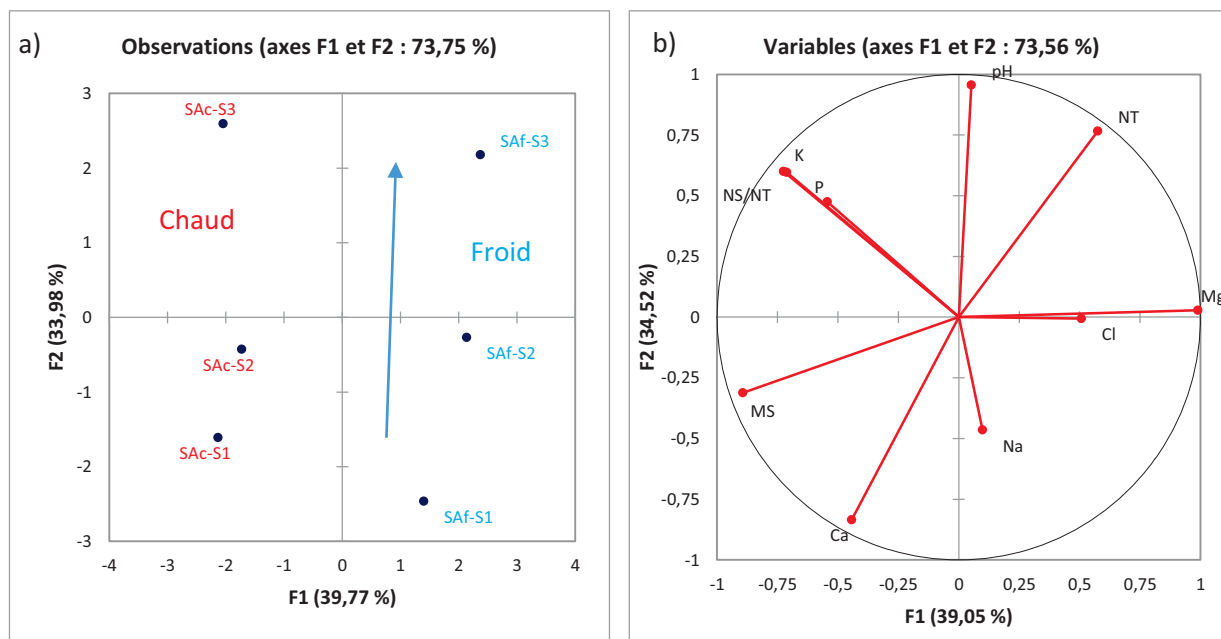 a)
Observations (axes F1 et F2 : 73,75 %)
3
2
1
0
-1
-2
-3
F2 (33,98 %)
SAc-S3
SAf-S3
Chaud
Froid
SAc-S2
SAf-S2
SAc-S1
SAf-S1
-4 -3 -2 -1 0 1 2 3 4
F1 (39,77 %)
b)
Variables (axes F1 et F2 : 73,56 %)
1
0,75
0,5
0,25
0
-0,25
-0,5
-0,75
-1
F2 (34,52 %)
pH
NT
K
P
NS/NT
Mg
Cl
MS
Na
Ca
-1 -0,75 -0,5 -0,25 0 0,25 0,5 0,75 1
F1 (39,05 %)